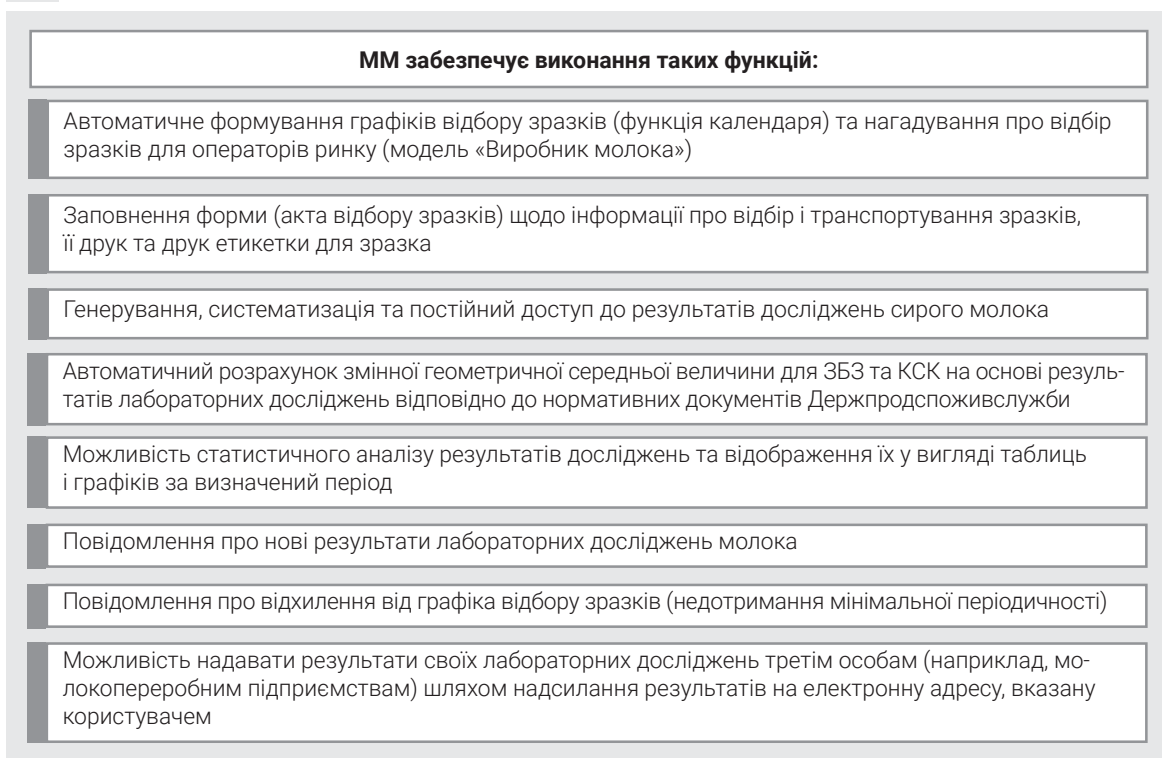 ММ забезпечує виконання таких функцій:
Автоматичне формування графіків відбору зразків (функція календаря) та нагадування про відбір
зразків для операторів ринку (модель «Виробник молока»)
Заповнення форми (акта відбору зразків) щодо інформації про відбір і транспортування зразків,
її друк та друк етикетки для зразка
Генерування, систематизація та постійний доступ до результатів досліджень сирого молока
Автоматичний розрахунок змінної геометричної середньої величини для ЗБЗ та КСК на основі резуль-
татів лабораторних досліджень відповідно до нормативних документів Держпродспоживслужби
Можливість статистичного аналізу результатів досліджень та відображення їх у вигляді таблиць
і графіків за визначений період
Повідомлення про нові результати лабораторних досліджень молока
Повідомлення про відхилення від графіка відбору зразків (недотримання мінімальної періодичності)
Можливість надавати результати своїх лабораторних досліджень третім особам (наприклад, мо-
локопереробним підприємствам) шляхом надсилання результатів на електронну адресу, вказану
користувачем